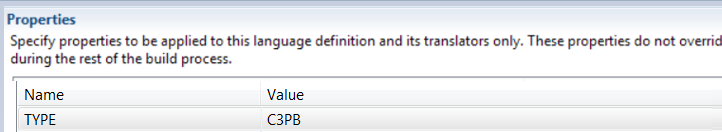 Properties
Specify properties to be applied to this language definition and its translators only. These properties do not overrid
during the rest of the build process.
Name Value
TYPE C3PB